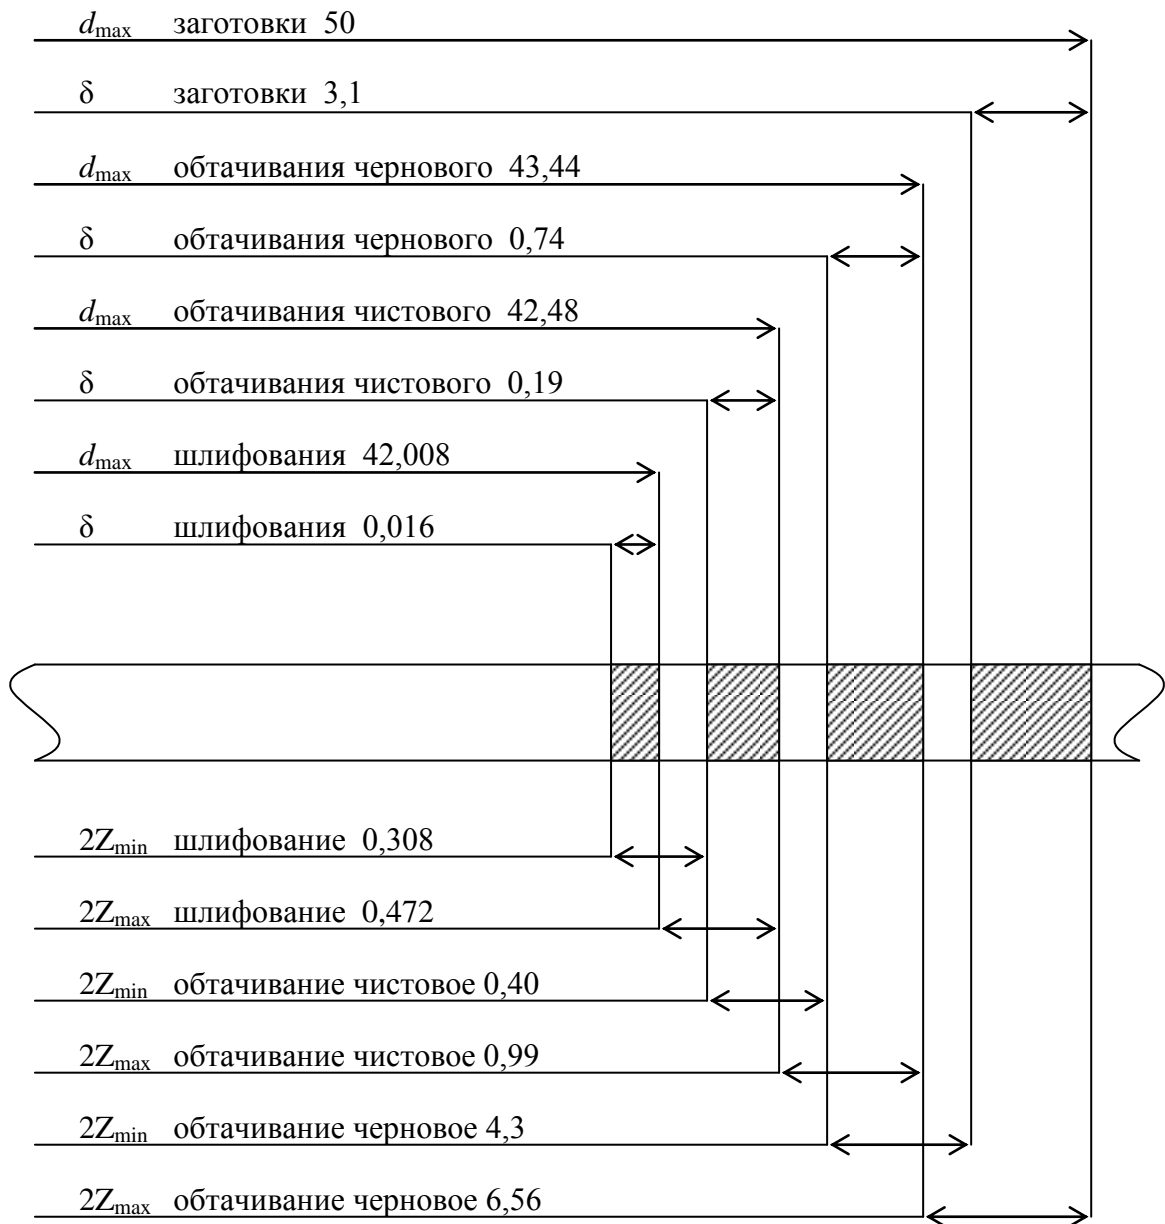 dmax заготовки 50
δ заготовки 3,1
dmax обтачивания чернового 43,44
δ обтачивания чернового 0,74
dmax обтачивания чистового 42,48
δ обтачивания чистового 0,19
dmax шлифования 42,008
δ шлифования 0,016
2Zmin шлифование 0,308
2Zmax шлифование 0,472
2Zmin обтачивание чистовое 0,40
2Zmax обтачивание чистовое 0,99
2Zmin обтачивание черновое 4,3
2Zmax обтачивание черновое 6,56